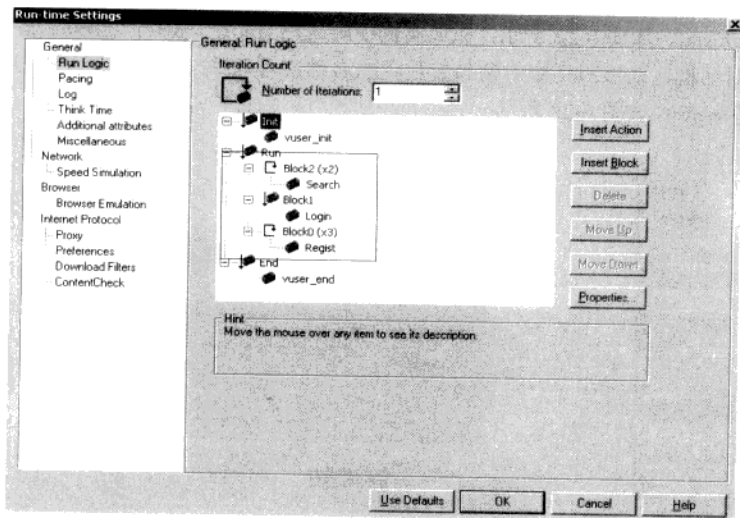 Run-time Settings
General
Run Logic
Pacing
Log
Think Time
Additional attributes
Miscellaneous
Network
Speed Simulation
Browser
Browser Emulation
Internet Protocol
Proxy
Preferences
Download Filters
ContentCheck
General: Run Logic
Iteration Count
Number of Iterations: 1
Init
vuser_init
Run
Block2 (x2)
Search
Block1
Login
Block0 (x3)
Regist
End
vuser_end
Insert Action
Insert Block
Delete
Move Up
Move Down
Properties...
Hint
Move the mouse over any item to see its description.
Use Defaults
OK
Cancel
Help